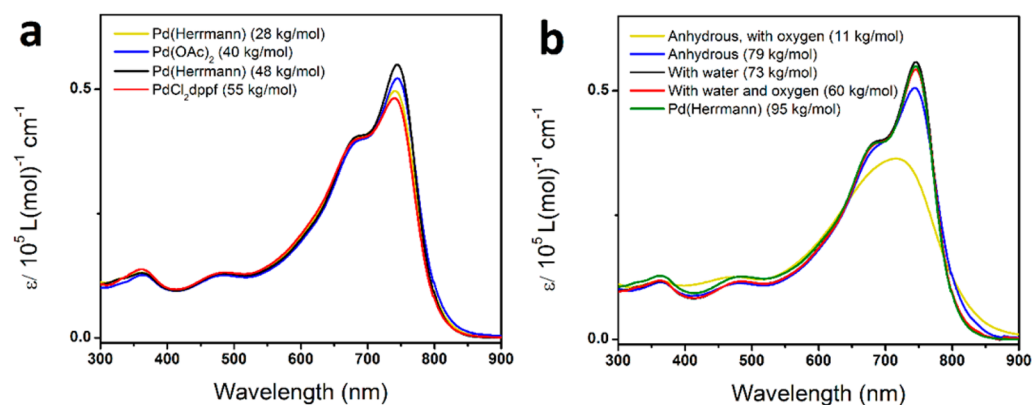 a
Pd(Herrmann) (28 kg/mol)
Pd(OAc)₂ (40 kg/mol)
Pd(Herrmann) (48 kg/mol)
PdCl₂dppf (55 kg/mol)
ε/ 10⁵ L(mol)⁻¹ cm⁻¹
0.5
0.0
300 400 500 600 700 800 900
Wavelength (nm)
b
Anhydrous, with oxygen (11 kg/mol)
Anhydrous (79 kg/mol)
With water (73 kg/mol)
With water and oxygen (60 kg/mol)
Pd(Herrmann) (95 kg/mol)
ε/ 10⁵ L(mol)⁻¹ cm⁻¹
0.5
0.0
300 400 500 600 700 800 900
Wavelength (nm)